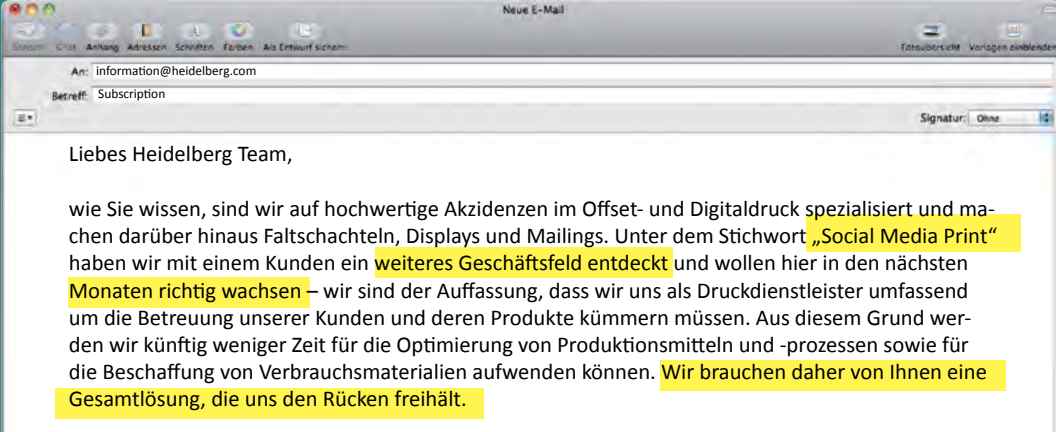 Neue E-Mail
Senden Chat Anhang Adressen Schriften Farben Als Entwurf sichern Fotoübersicht Vorlagen einblenden
An: information@heidelberg.com
Betreff: Subscription
Signatur: Ohne
Liebes Heidelberg Team,
wie Sie wissen, sind wir auf hochwertige Akzidenzen im Offset- und Digitaldruck spezialisiert und ma-
chen darüber hinaus Faltschachteln, Displays und Mailings. Unter dem Stichwort „Social Media Print“
haben wir mit einem Kunden ein weiteres Geschäftsfeld entdeckt und wollen hier in den nächsten
Monaten richtig wachsen – wir sind der Auffassung, dass wir uns als Druckdienstleister umfassend
um die Betreuung unserer Kunden und deren Produkte kümmern müssen. Aus diesem Grund wer-
den wir künftig weniger Zeit für die Optimierung von Produktionsmitteln und -prozessen sowie für
die Beschaffung von Verbrauchsmaterialien aufwenden können. Wir brauchen daher von Ihnen eine
Gesamtlösung, die uns den Rücken freihält.